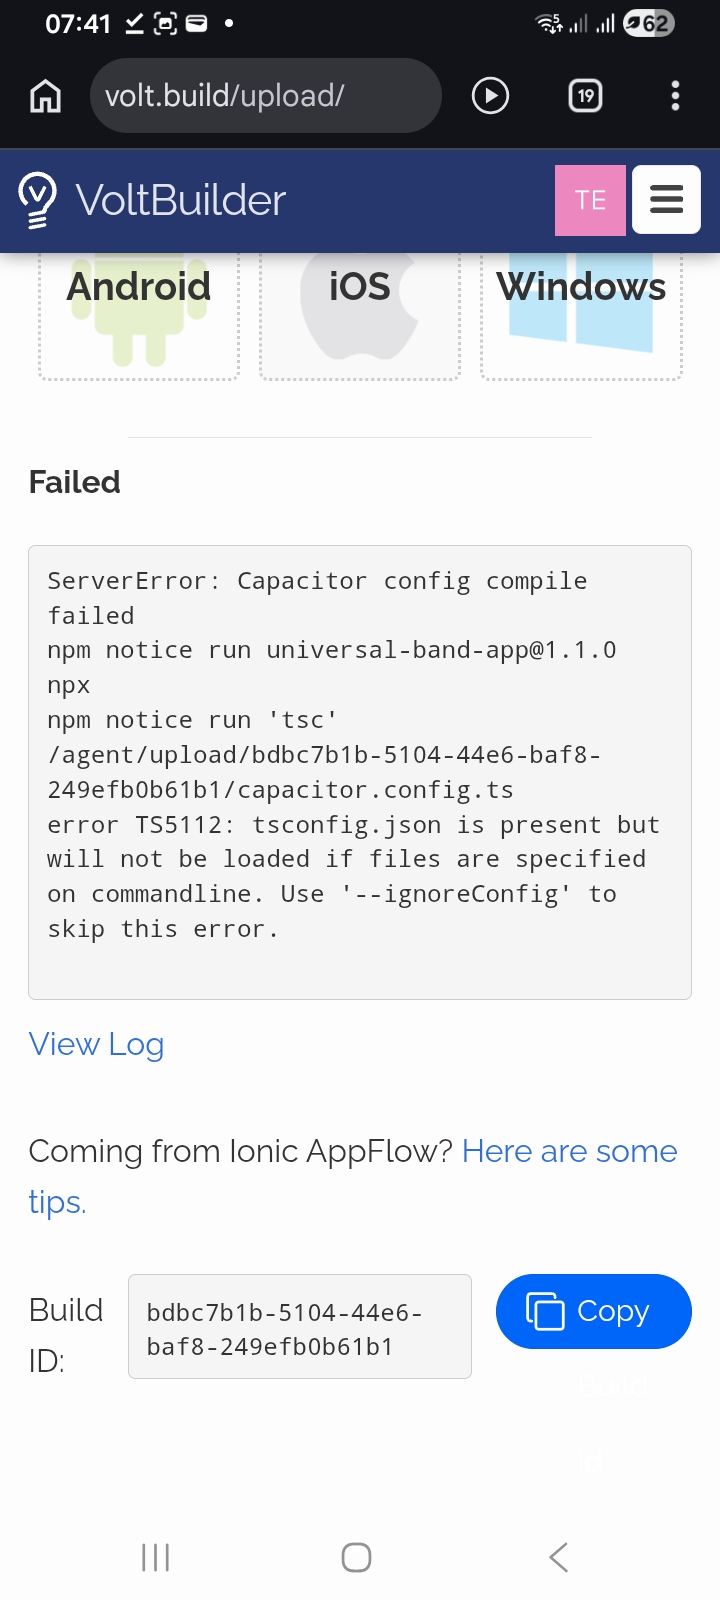 07:41
5
62
volt.build/upload/
19
VoltBuilder
TE
Android
iOS
Windows
Failed
ServerError: Capacitor config compile
failed
npm notice run universal-band-app@1.1.0
npx
npm notice run 'tsc'
/agent/upload/bdbc7b1b-5104-44e6-baf8-
249efb0b61b1/capacitor.config.ts
error TS5112: tsconfig.json is present but
will not be loaded if files are specified
on commandline. Use '--ignoreConfig' to
skip this error.
View Log
Coming from Ionic AppFlow? Here are some
tips.
Build
ID:
bdbc7b1b-5104-44e6-
baf8-249efb0b61b1
Copy